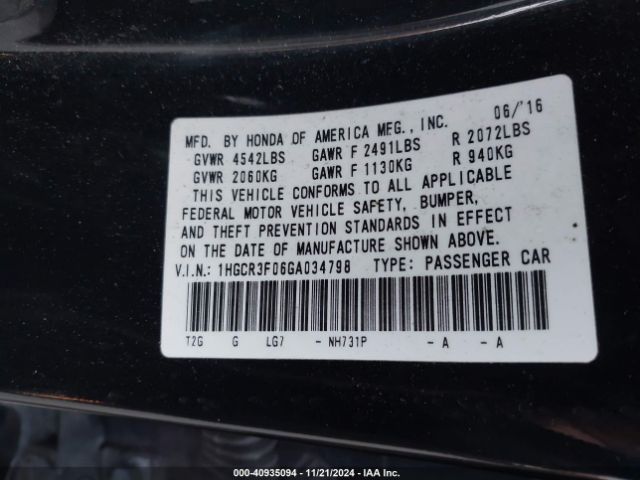 06/'16
MFD. BY HONDA OF AMERICA MFG., INC.
GVWR 4542LBS GAWR F 2491LBS R 2072LBS
GVWR 2060KG GAWR F 1130KG R 940KG
THIS VEHICLE CONFORMS TO ALL APPLICABLE
FEDERAL MOTOR VEHICLE SAFETY, BUMPER,
AND THEFT PREVENTION STANDARDS IN EFFECT
ON THE DATE OF MANUFACTURE SHOWN ABOVE.
V.I.N.: 1HGCR3F06GA034798 TYPE: PASSENGER CAR
T2G G LG7 - NH731P - A - A
000-40935094 - 11/21/2024 - IAA Inc.